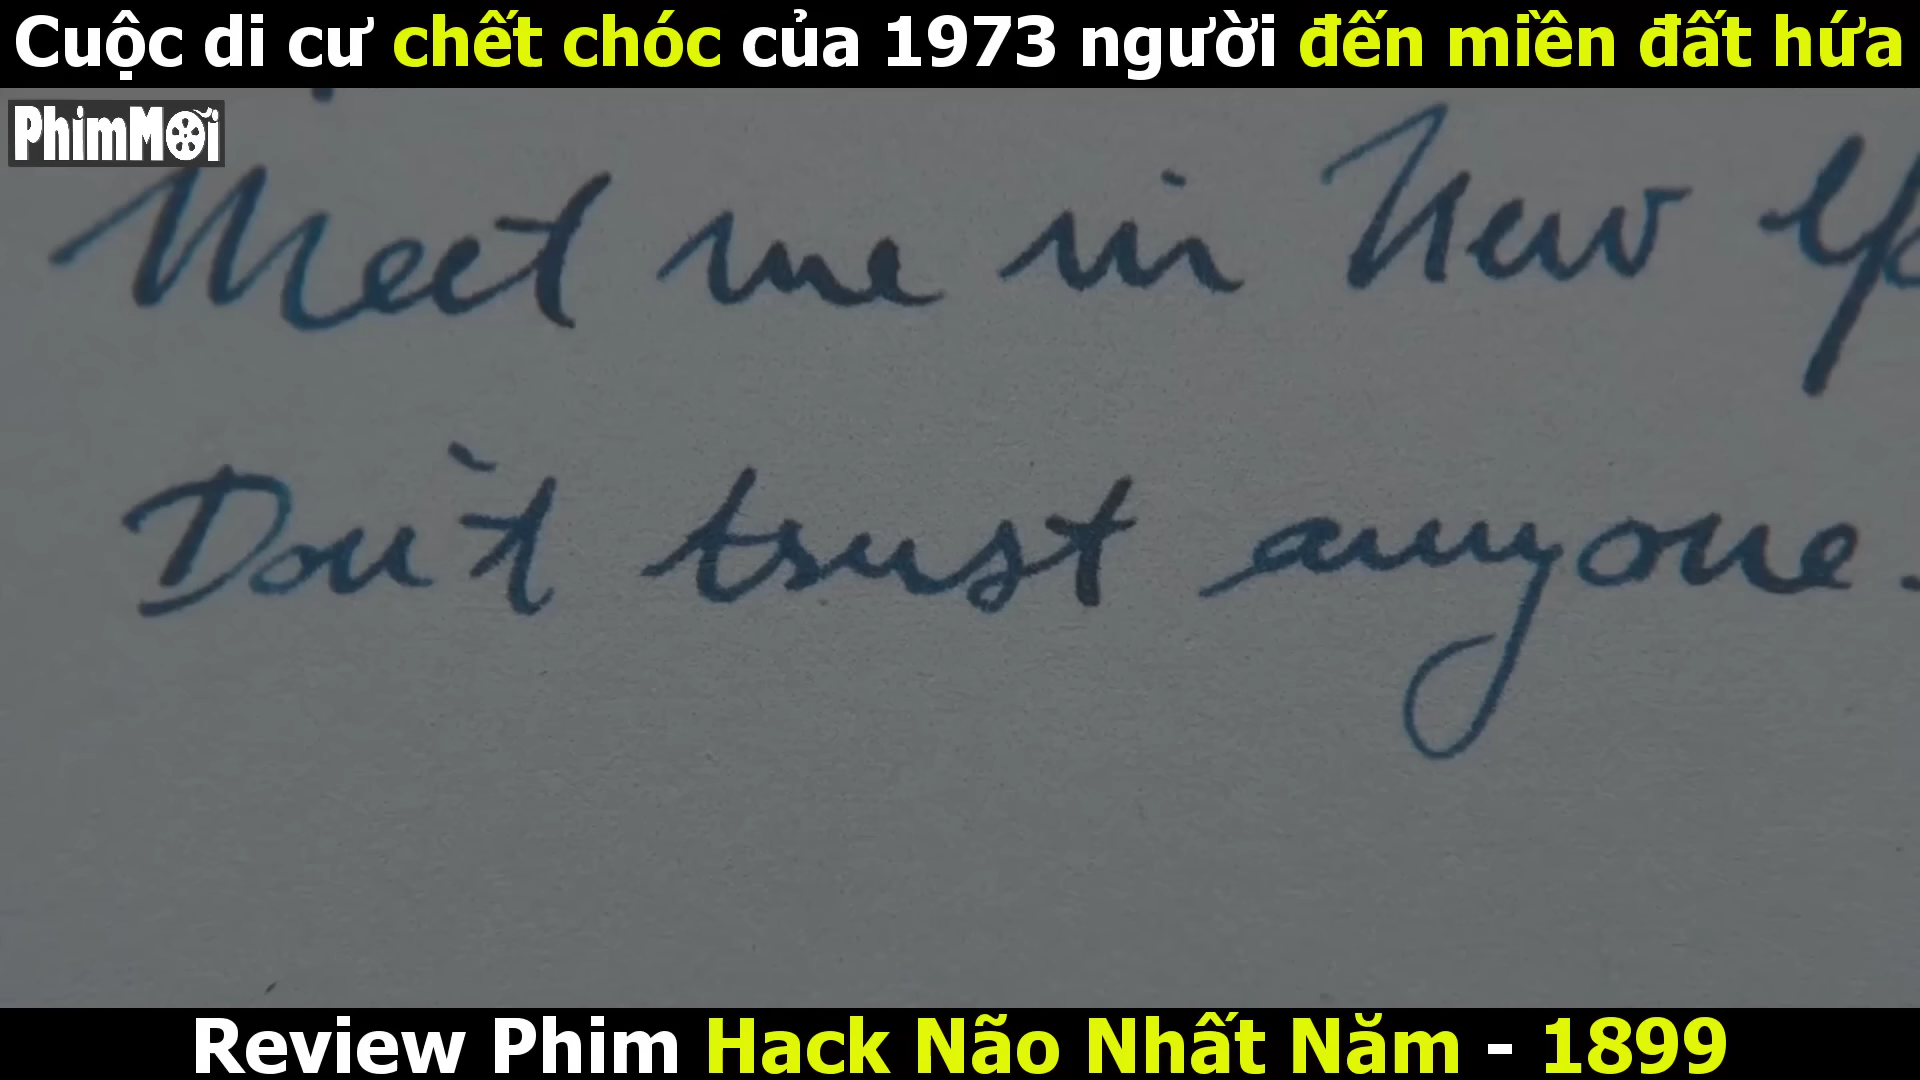 Cuộc di cư chết chóc của 1973 người đến miền đất hứa
PhimMới
Meet me in New
Don't trust anyone.
Review Phim Hack Não Nhất Năm - 1899